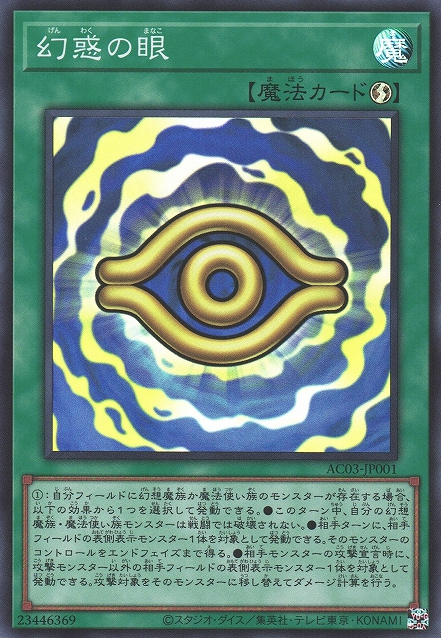 幻惑の眼
げん わく まなこ
魔
【魔法カード】
ま ほう
AC03-JP001
①：自分フィールドに幻想魔族か魔法使い族のモンスターが存在する場合、
以下の効果から１つを選択して発動できる。●このターン中、自分の幻想
魔族・魔法使い族モンスターは戦闘では破壊されない。●相手ターンに、相手
フィールドの表側表示モンスター１体を対象として発動できる。そのモンスターの
コントロールをエンドフェイズまで得る。●相手モンスターの攻撃宣言時に、
攻撃モンスター以外の相手フィールドの表側表示モンスター１体を対象として
発動できる。攻撃対象をそのモンスターに移し替えてダメージ計算を行う。
23446369
©スタジオ・ダイス/集英社・テレビ東京・KONAMI